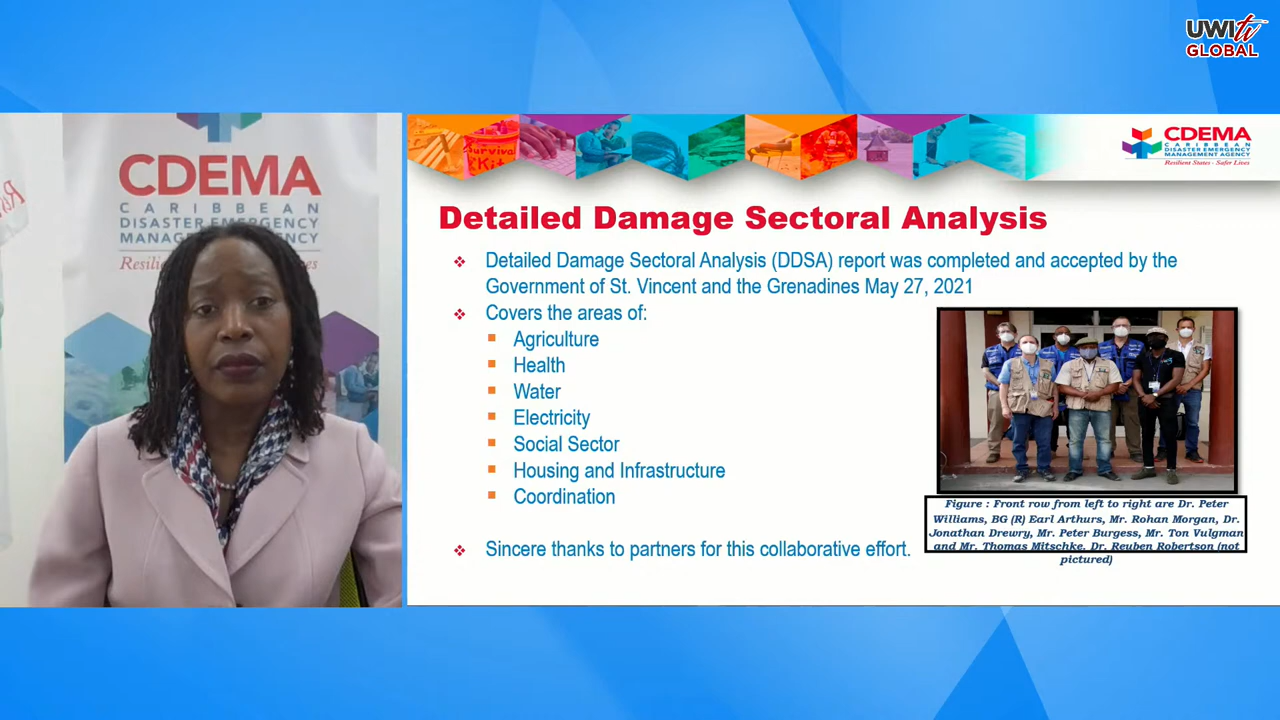 UWItv
GLOBAL
CDEMA
CARIBBEAN
DISASTER EMERGENCY
MANAGEMENT AGENCY
Resilient States - Safer Lives
CDEMA
CARIBBEAN
DISASTER EMERGENCY
Survival
Kit
Detailed Damage Sectoral Analysis
❖ Detailed Damage Sectoral Analysis (DDSA) report was completed and accepted by the
Government of St. Vincent and the Grenadines May 27, 2021
❖ Covers the areas of:
▪ Agriculture
▪ Health
▪ Water
▪ Electricity
▪ Social Sector
▪ Housing and Infrastructure
▪ Coordination
❖ Sincere thanks to partners for this collaborative effort.
Figure : Front row from left to right are Dr. Peter
Williams, BG (R) Earl Arthurs, Mr. Rohan Morgan, Dr.
Jonathan Drewry, Mr. Peter Burgess, Mr. Ton Vulgman
and Mr. Thomas Mitschke. Dr. Reuben Robertson (not
pictured)